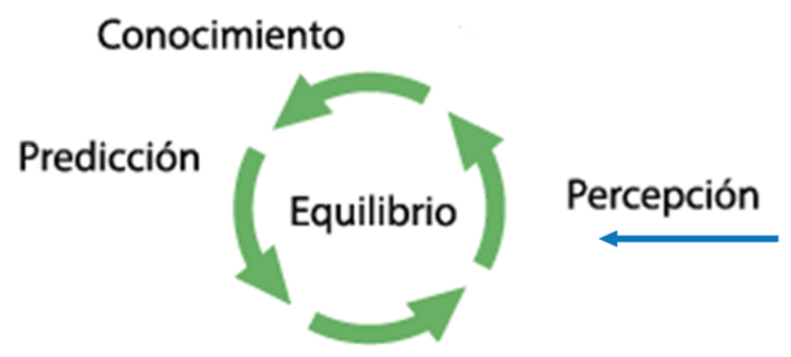 Conocimiento
Predicción
Equilibrio
Percepción